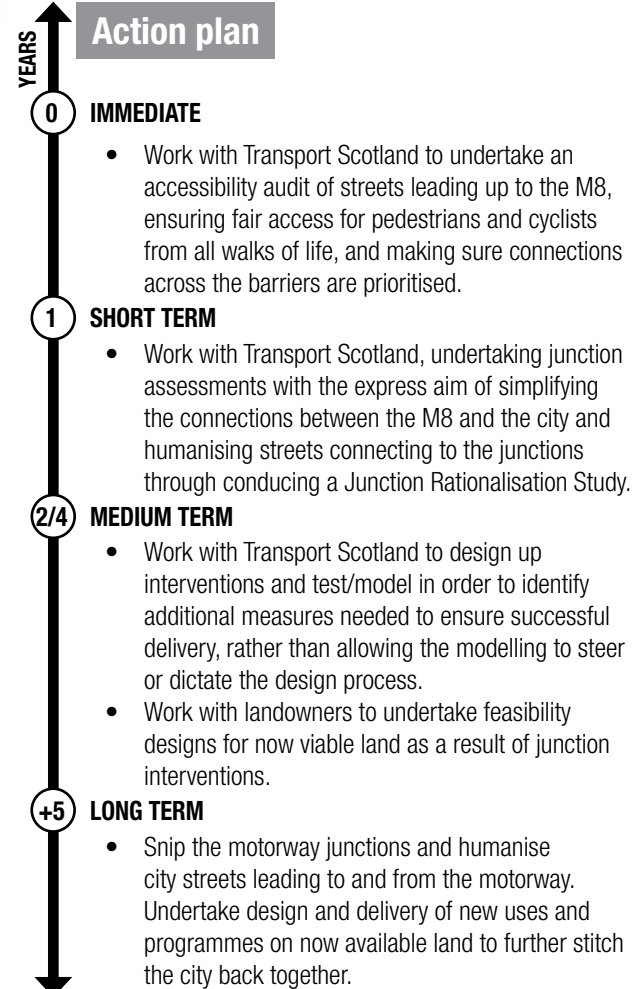 YEARS
Action plan
0 IMMEDIATE
• Work with Transport Scotland to undertake an
accessibility audit of streets leading up to the M8,
ensuring fair access for pedestrians and cyclists
from all walks of life, and making sure connections
across the barriers are prioritised.
1 SHORT TERM
• Work with Transport Scotland, undertaking junction
assessments with the express aim of simplifying
the connections between the M8 and the city and
humanising streets connecting to the junctions
through conducing a Junction Rationalisation Study.
2/4 MEDIUM TERM
• Work with Transport Scotland to design up
interventions and test/model in order to identify
additional measures needed to ensure successful
delivery, rather than allowing the modelling to steer
or dictate the design process.
• Work with landowners to undertake feasibility
designs for now viable land as a result of junction
interventions.
+5 LONG TERM
• Snip the motorway junctions and humanise
city streets leading to and from the motorway.
Undertake design and delivery of new uses and
programmes on now available land to further stitch
the city back together.